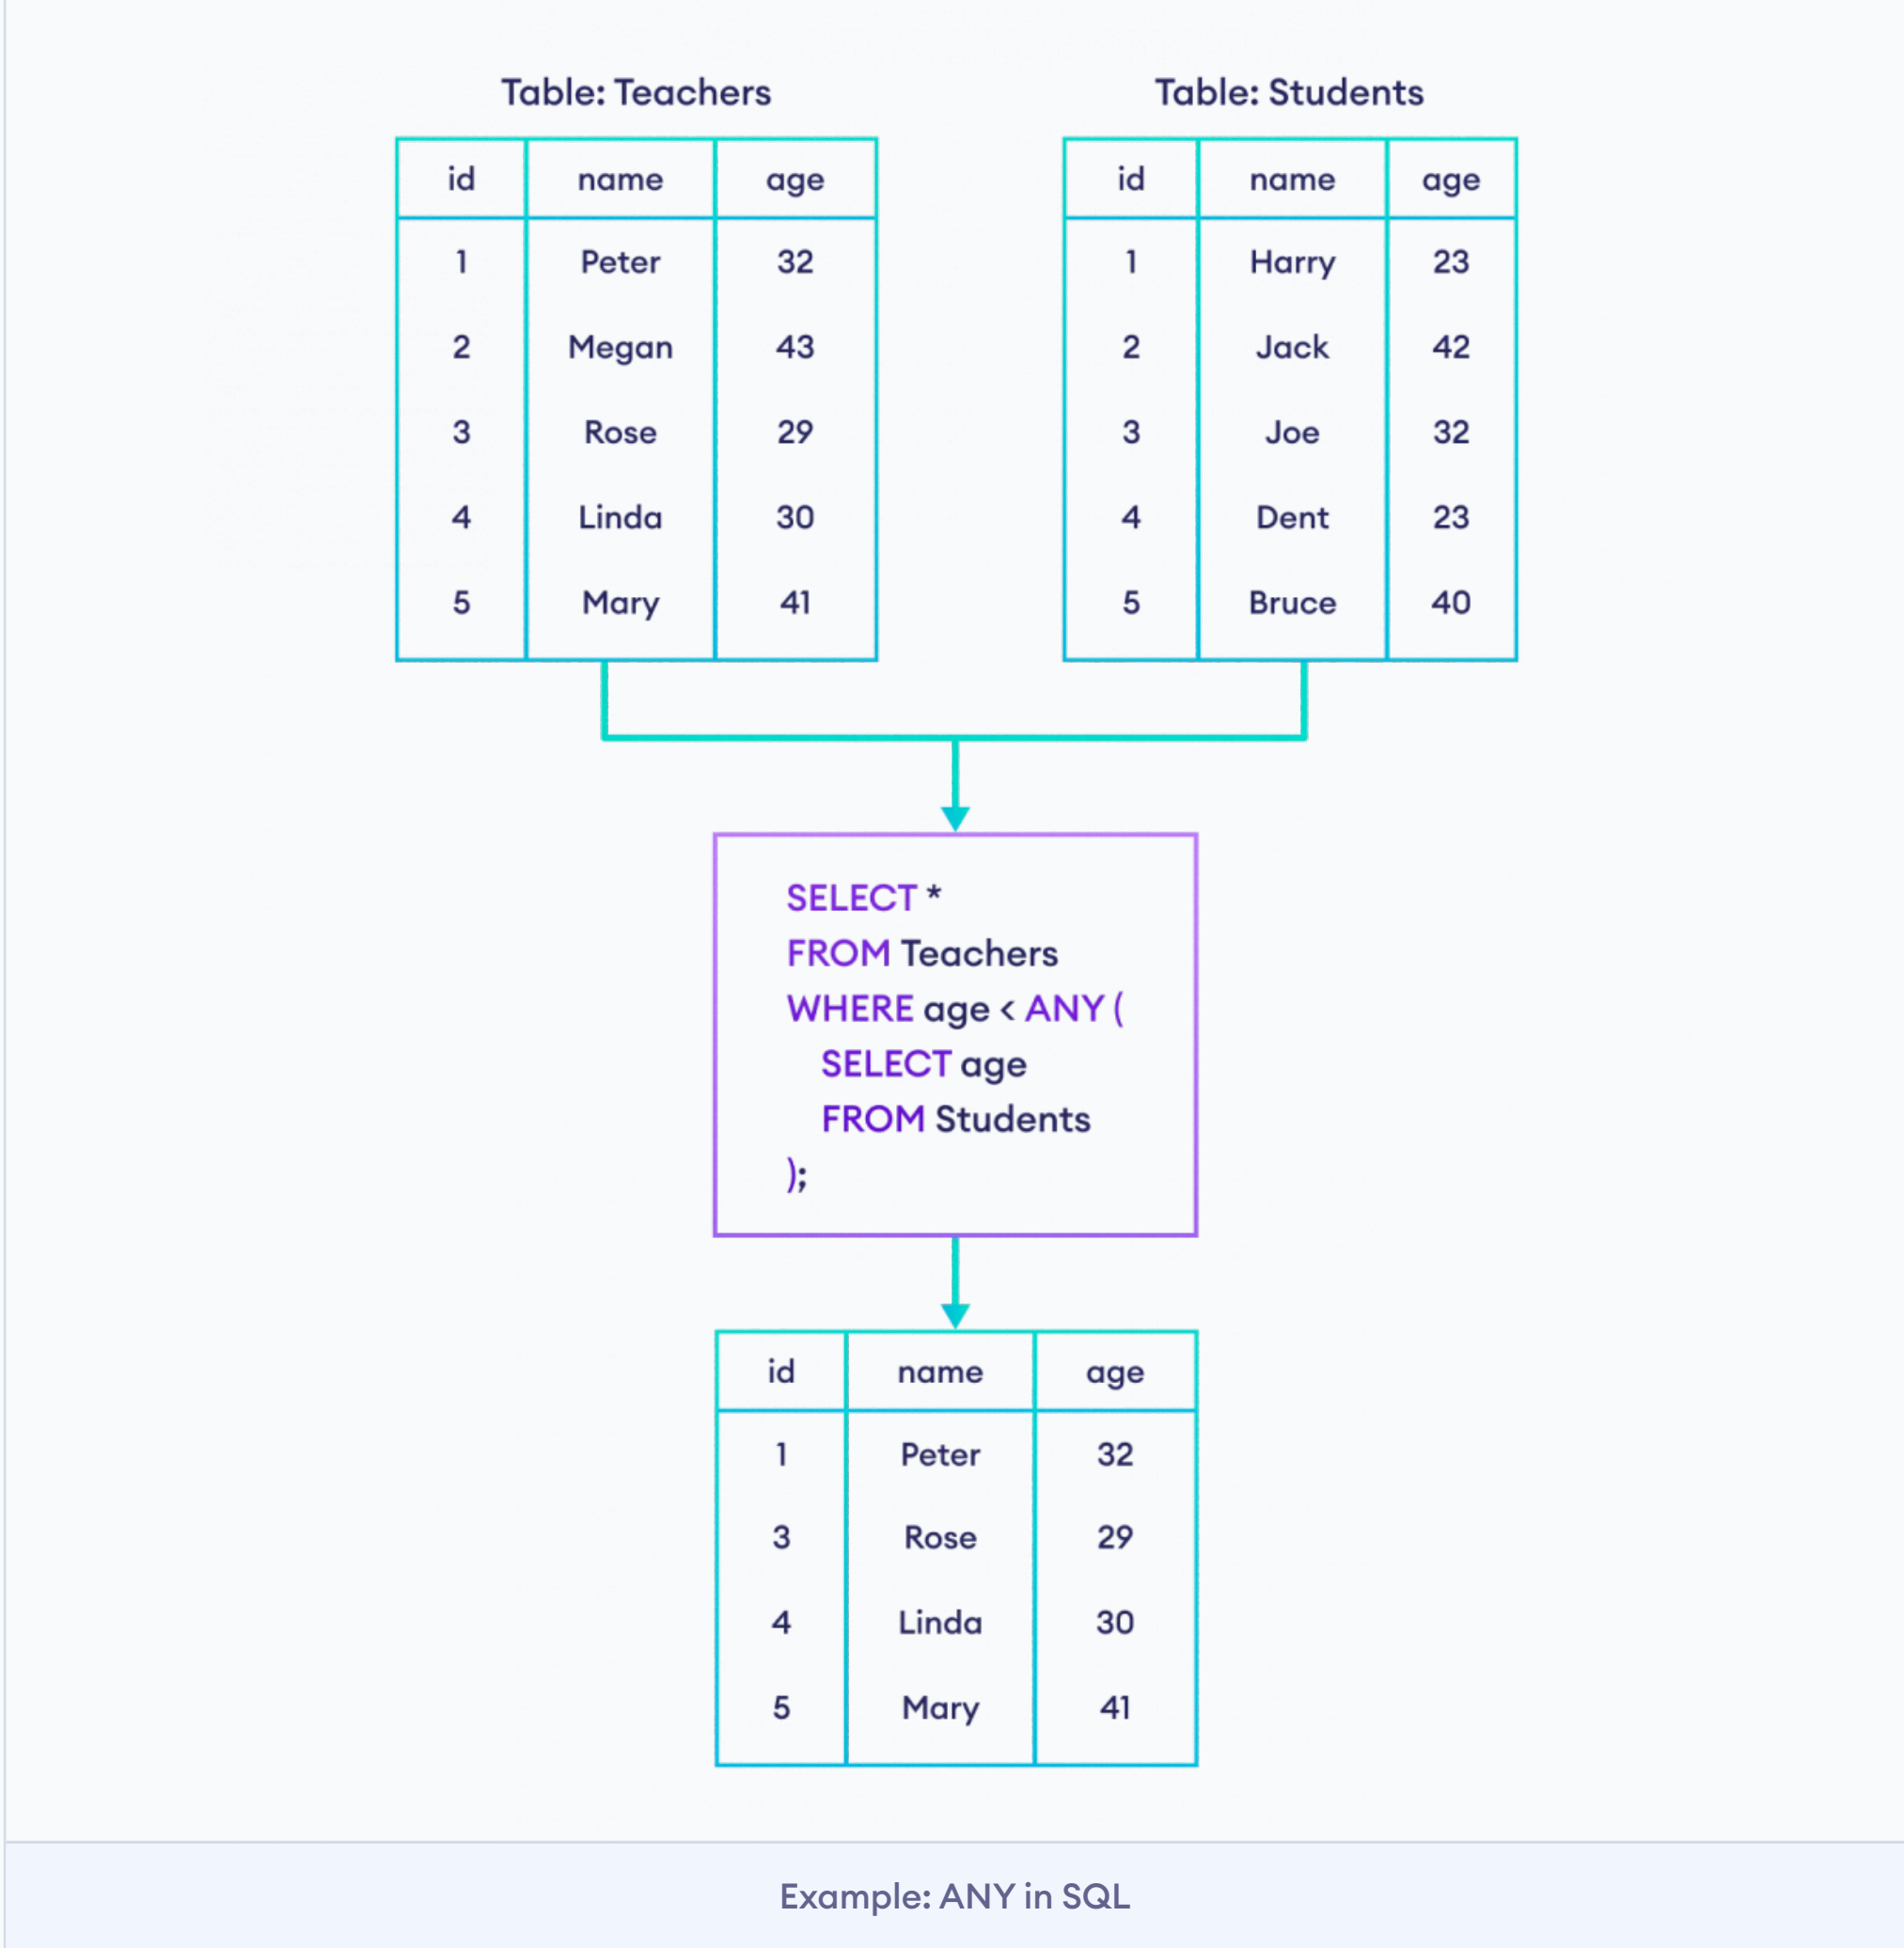 Table: Teachers
id name age
1 Peter 32
2 Megan 43
3 Rose 29
4 Linda 30
5 Mary 41
Table: Students
id name age
1 Harry 23
2 Jack 42
3 Joe 32
4 Dent 23
5 Bruce 40
SELECT *
FROM Teachers
WHERE age < ANY (
SELECT age
FROM Students
);
id name age
1 Peter 32
3 Rose 29
4 Linda 30
5 Mary 41
Example: ANY in SQL